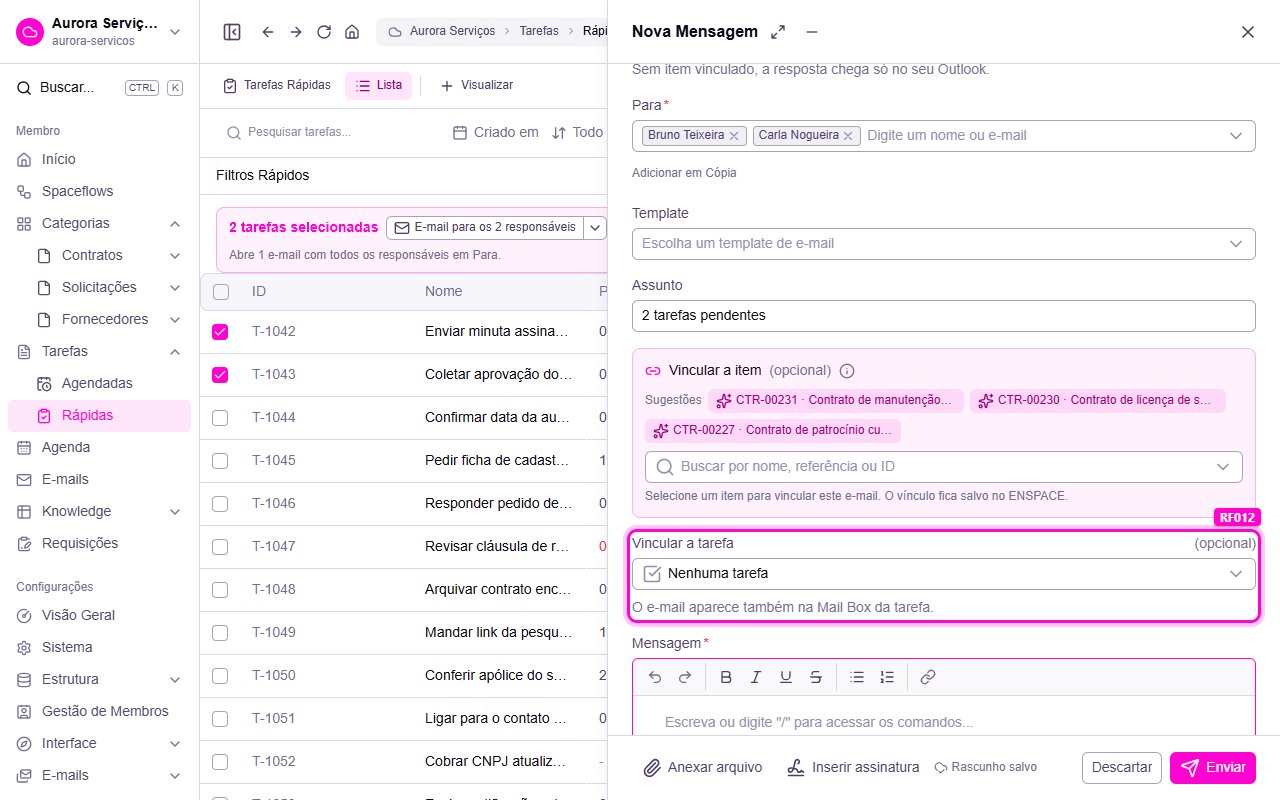 Aurora Serviç...
aurora-servicos
Buscar...
CTRL
K
Membro
Início
Spaceflows
Categorias
Contratos
Solicitações
Fornecedores
Tarefas
Agendadas
Rápidas
Agenda
E-mails
Knowledge
Requisições
Configurações
Visão Geral
Sistema
Estrutura
Gestão de Membros
Interface
E-mails
Aurora Serviços
Tarefas
Rápi
Tarefas Rápidas
Lista
Visualizar
Pesquisar tarefas...
Criado em
Todo
Filtros Rápidos
2 tarefas selecionadas
E-mail para os 2 responsáveis
Abre 1 e-mail com todos os responsáveis em Para.
ID Nome P
T-1042 Enviar minuta assina... 0
T-1043 Coletar aprovação do... 0
T-1044 Confirmar data da au... 0
T-1045 Pedir ficha de cadast... 1
T-1046 Responder pedido de... 0
T-1047 Revisar cláusula de r... 0
T-1048 Arquivar contrato enc... 0
T-1049 Mandar link da pesqu... 1
T-1050 Conferir apólice do s... 2
T-1051 Ligar para o contato ... 0
T-1052 Cobrar CNPJ atualiz... -
Nova Mensagem
Sem item vinculado, a resposta chega só no seu Outlook.
Para*
Bruno Teixeira
Carla Nogueira
Digite um nome ou e-mail
Adicionar em Cópia
Template
Escolha um template de e-mail
Assunto
2 tarefas pendentes
Vincular a item (opcional)
Sugestões
CTR-00231 · Contrato de manutenção...
CTR-00230 · Contrato de licença de s...
CTR-00227 · Contrato de patrocínio cu...
Buscar por nome, referência ou ID
Selecione um item para vincular este e-mail. O vínculo fica salvo no ENSPACE.
RF012
Vincular a tarefa (opcional)
Nenhuma tarefa
O e-mail aparece também na Mail Box da tarefa.
Mensagem*
Escreva ou digite "/" para acessar os comandos...
Anexar arquivo
Inserir assinatura
Rascunho salvo
Descartar
Enviar